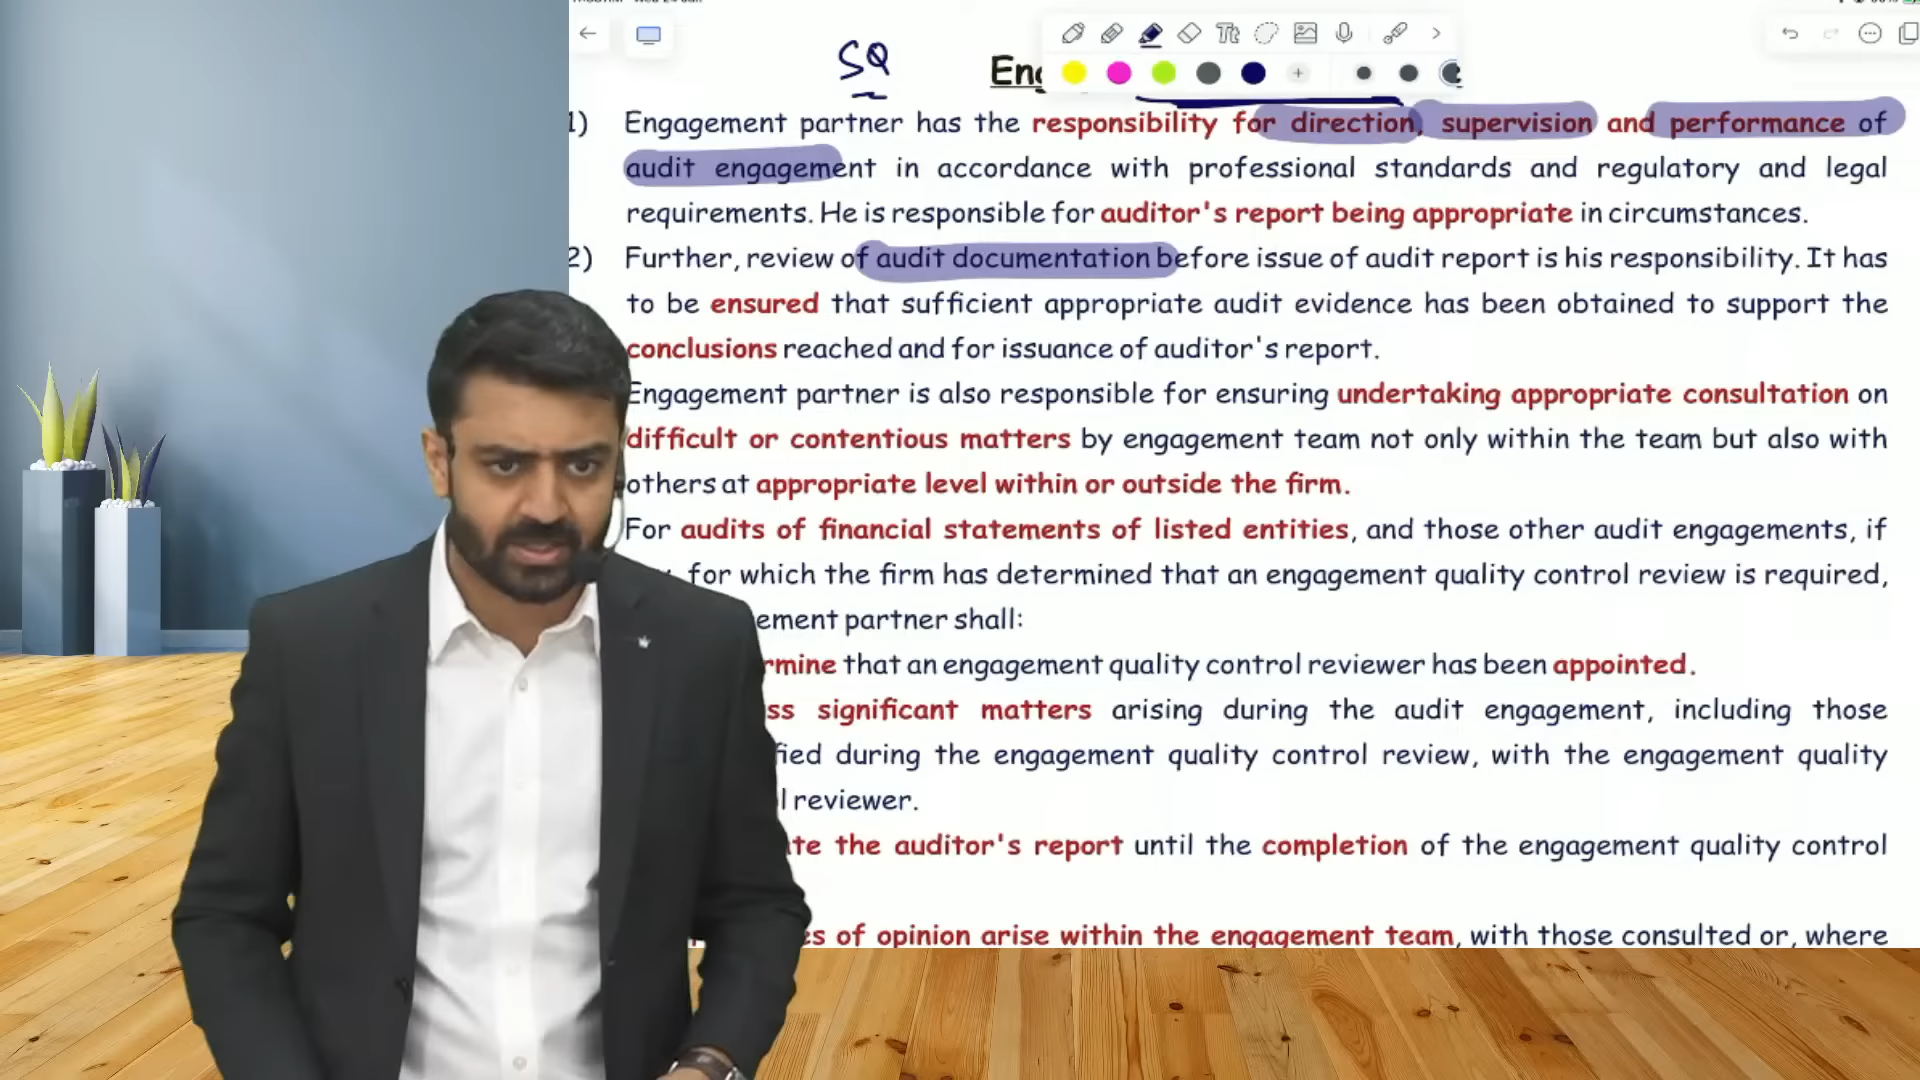 SQ
Eng
1) Engagement partner has the responsibility for direction, supervision and performance of
audit engagement in accordance with professional standards and regulatory and legal
requirements. He is responsible for auditor's report being appropriate in circumstances.
2) Further, review of audit documentation before issue of audit report is his responsibility. It has
to be ensured that sufficient appropriate audit evidence has been obtained to support the
conclusions reached and for issuance of auditor's report.
Engagement partner is also responsible for ensuring undertaking appropriate consultation on
difficult or contentious matters by engagement team not only within the team but also with
others at appropriate level within or outside the firm.
For audits of financial statements of listed entities, and those other audit engagements, if
for which the firm has determined that an engagement quality control review is required,
ement partner shall:
rmine that an engagement quality control reviewer has been appointed.
ss significant matters arising during the audit engagement, including those
fied during the engagement quality control review, with the engagement quality
l reviewer.
te the auditor's report until the completion of the engagement quality control
es of opinion arise within the engagement team, with those consulted or, where